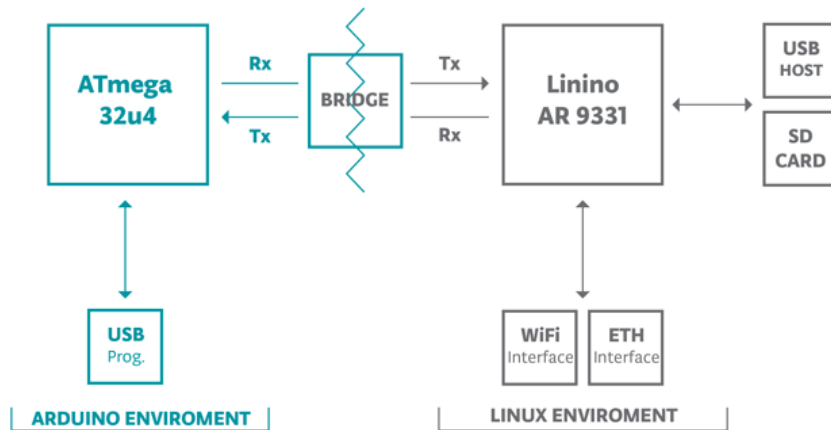 ATmega
32u4
Rx
Tx
BRIDGE
Tx
Rx
Linino
AR 9331
USB
HOST
SD
CARD
USB
Prog.
WiFi
Interface
ETH
Interface
ARDUINO ENVIROMENT
LINUX ENVIROMENT